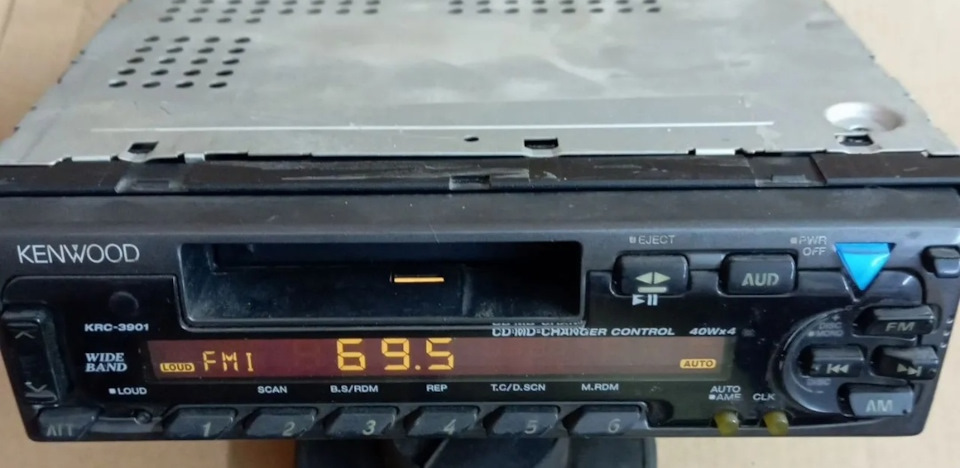 KENWOOD
EJECT
PWR
OFF
AUD
KRC-3901
CD·MD·CHANGER CONTROL 40Wx4
DISC
FM
WIDE
BAND
LOUD FM1 69.5 AUTO
LOUD
SCAN B.S/RDM REP T.C/D.SCN M.RDM
AUTO
AME CLK
AM
ATT 1 2 3 4 5 6